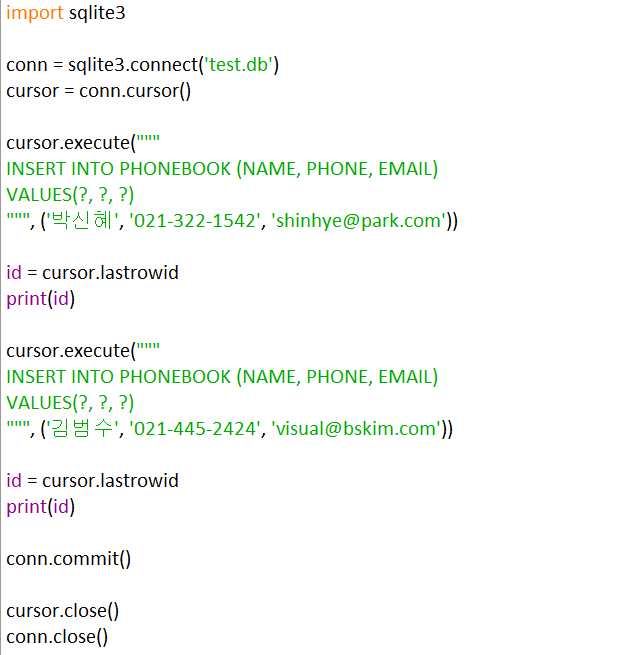 import sqlite3
conn = sqlite3.connect('test.db')
cursor = conn.cursor()
cursor.execute("""
INSERT INTO PHONEBOOK (NAME, PHONE, EMAIL)
VALUES(?, ?, ?)
""", ('박신혜', '021-322-1542', 'shinhye@park.com'))
id = cursor.lastrowid
print(id)
cursor.execute("""
INSERT INTO PHONEBOOK (NAME, PHONE, EMAIL)
VALUES(?, ?, ?)
""", ('김범수', '021-445-2424', 'visual@bskim.com'))
id = cursor.lastrowid
print(id)
conn.commit()
cursor.close()
conn.close()